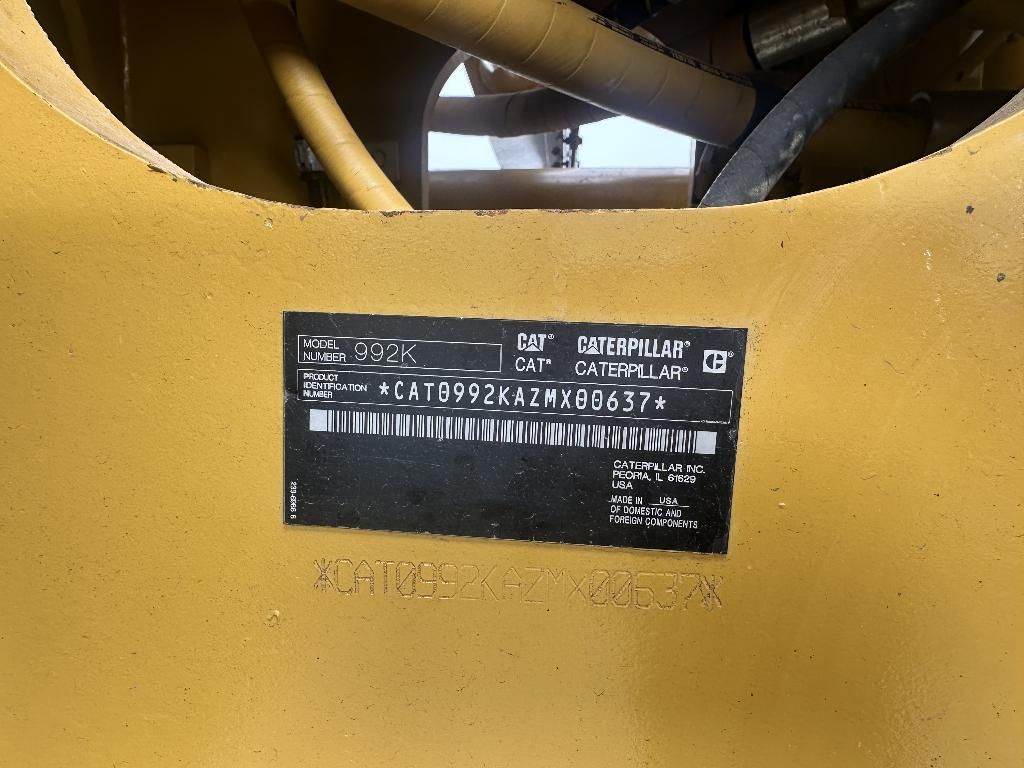 MODEL NUMBER 992K
CAT® CATERPILLAR®
CAT® CATERPILLAR®
PRODUCT IDENTIFICATION NUMBER *CAT0992KAZMX00637*
CATERPILLAR INC.
PEORIA, IL 61629
USA
MADE IN USA
OF DOMESTIC AND
FOREIGN COMPONENTS
*CAT0992KAZMX00637*